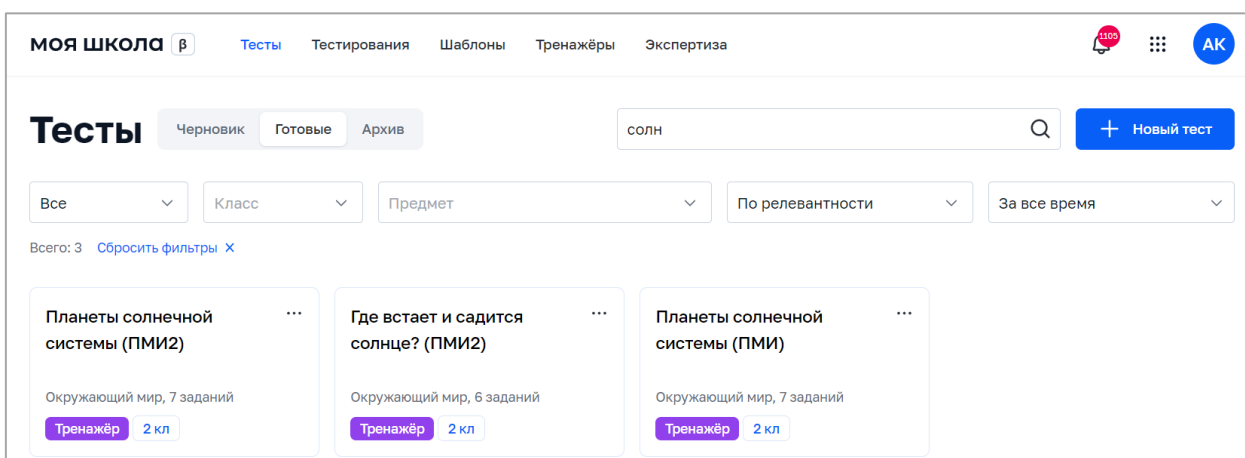 моя школа β Тесты Тестирования Шаблоны Тренажёры Экспертиза 1105 АК
Тесты Черновик Готовые Архив солн Новый тест
Все Класс Предмет По релевантности За все время
Всего: 3 Сбросить фильтры ×
Планеты солнечной системы (ПМИ2)
Окружающий мир, 7 заданий
Тренажёр 2 кл
Где встает и садится солнце? (ПМИ2)
Окружающий мир, 6 заданий
Тренажёр 2 кл
Планеты солнечной системы (ПМИ)
Окружающий мир, 7 заданий
Тренажёр 2 кл